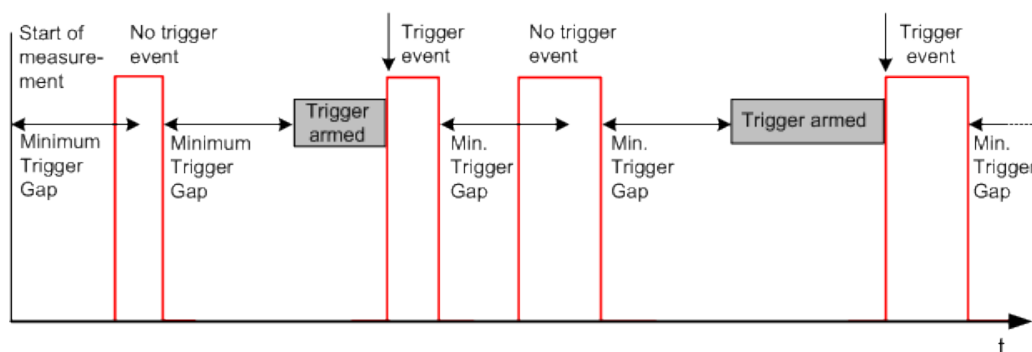 Start of
measure-
ment
No trigger
event
Trigger
event
No trigger
event
Trigger
event
Trigger
armed
Trigger armed
Minimum
Trigger
Gap
Minimum
Trigger
Gap
Min.
Trigger
Gap
Min.
Trigger
Gap
Min.
Trigger
Gap
t